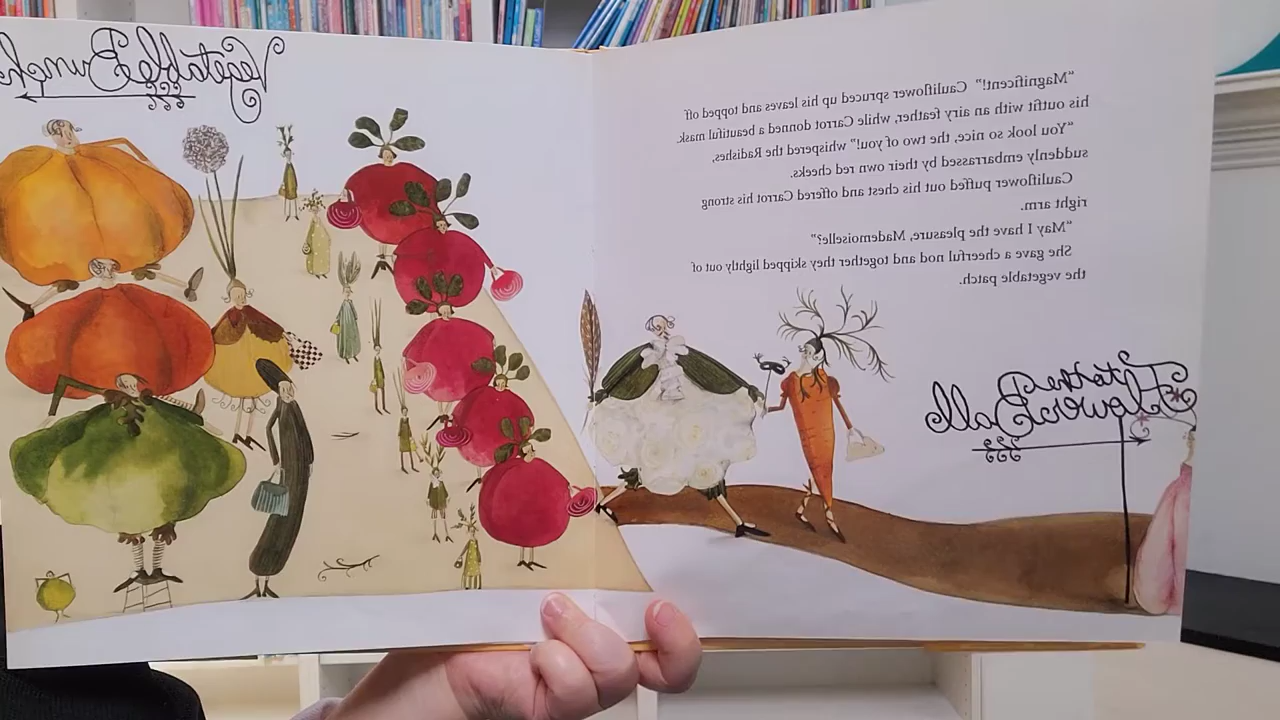 Vegetable Bunch
“Magnificent!” Cauliflower spruced up his leaves and topped off
his outfit with an airy feather, while Carrot donned a beautiful mask.
“You look so nice, the two of you!” whispered the Radishes,
suddenly embarrassed by their own red cheeks.
Cauliflower puffed out his chest and offered Carrot his strong
right arm.
“May I have the pleasure, Mademoiselle?”
She gave a cheerful nod and together they skipped lightly out of
the vegetable patch.
Flower Ball